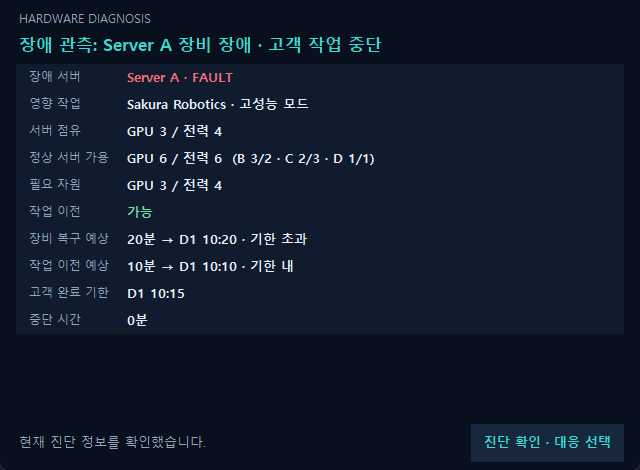 HARDWARE DIAGNOSIS
장애 관측: Server A 장비 장애 · 고객 작업 중단
장애 서버 Server A · FAULT
영향 작업 Sakura Robotics · 고성능 모드
서버 점유 GPU 3 / 전력 4
정상 서버 가용 GPU 6 / 전력 6 (B 3/2 · C 2/3 · D 1/1)
필요 자원 GPU 3 / 전력 4
작업 이전 가능
장비 복구 예상 20분 → D1 10:20 · 기한 초과
작업 이전 예상 10분 → D1 10:10 · 기한 내
고객 완료 기한 D1 10:15
중단 시간 0분
현재 진단 정보를 확인했습니다.
진단 확인 · 대응 선택